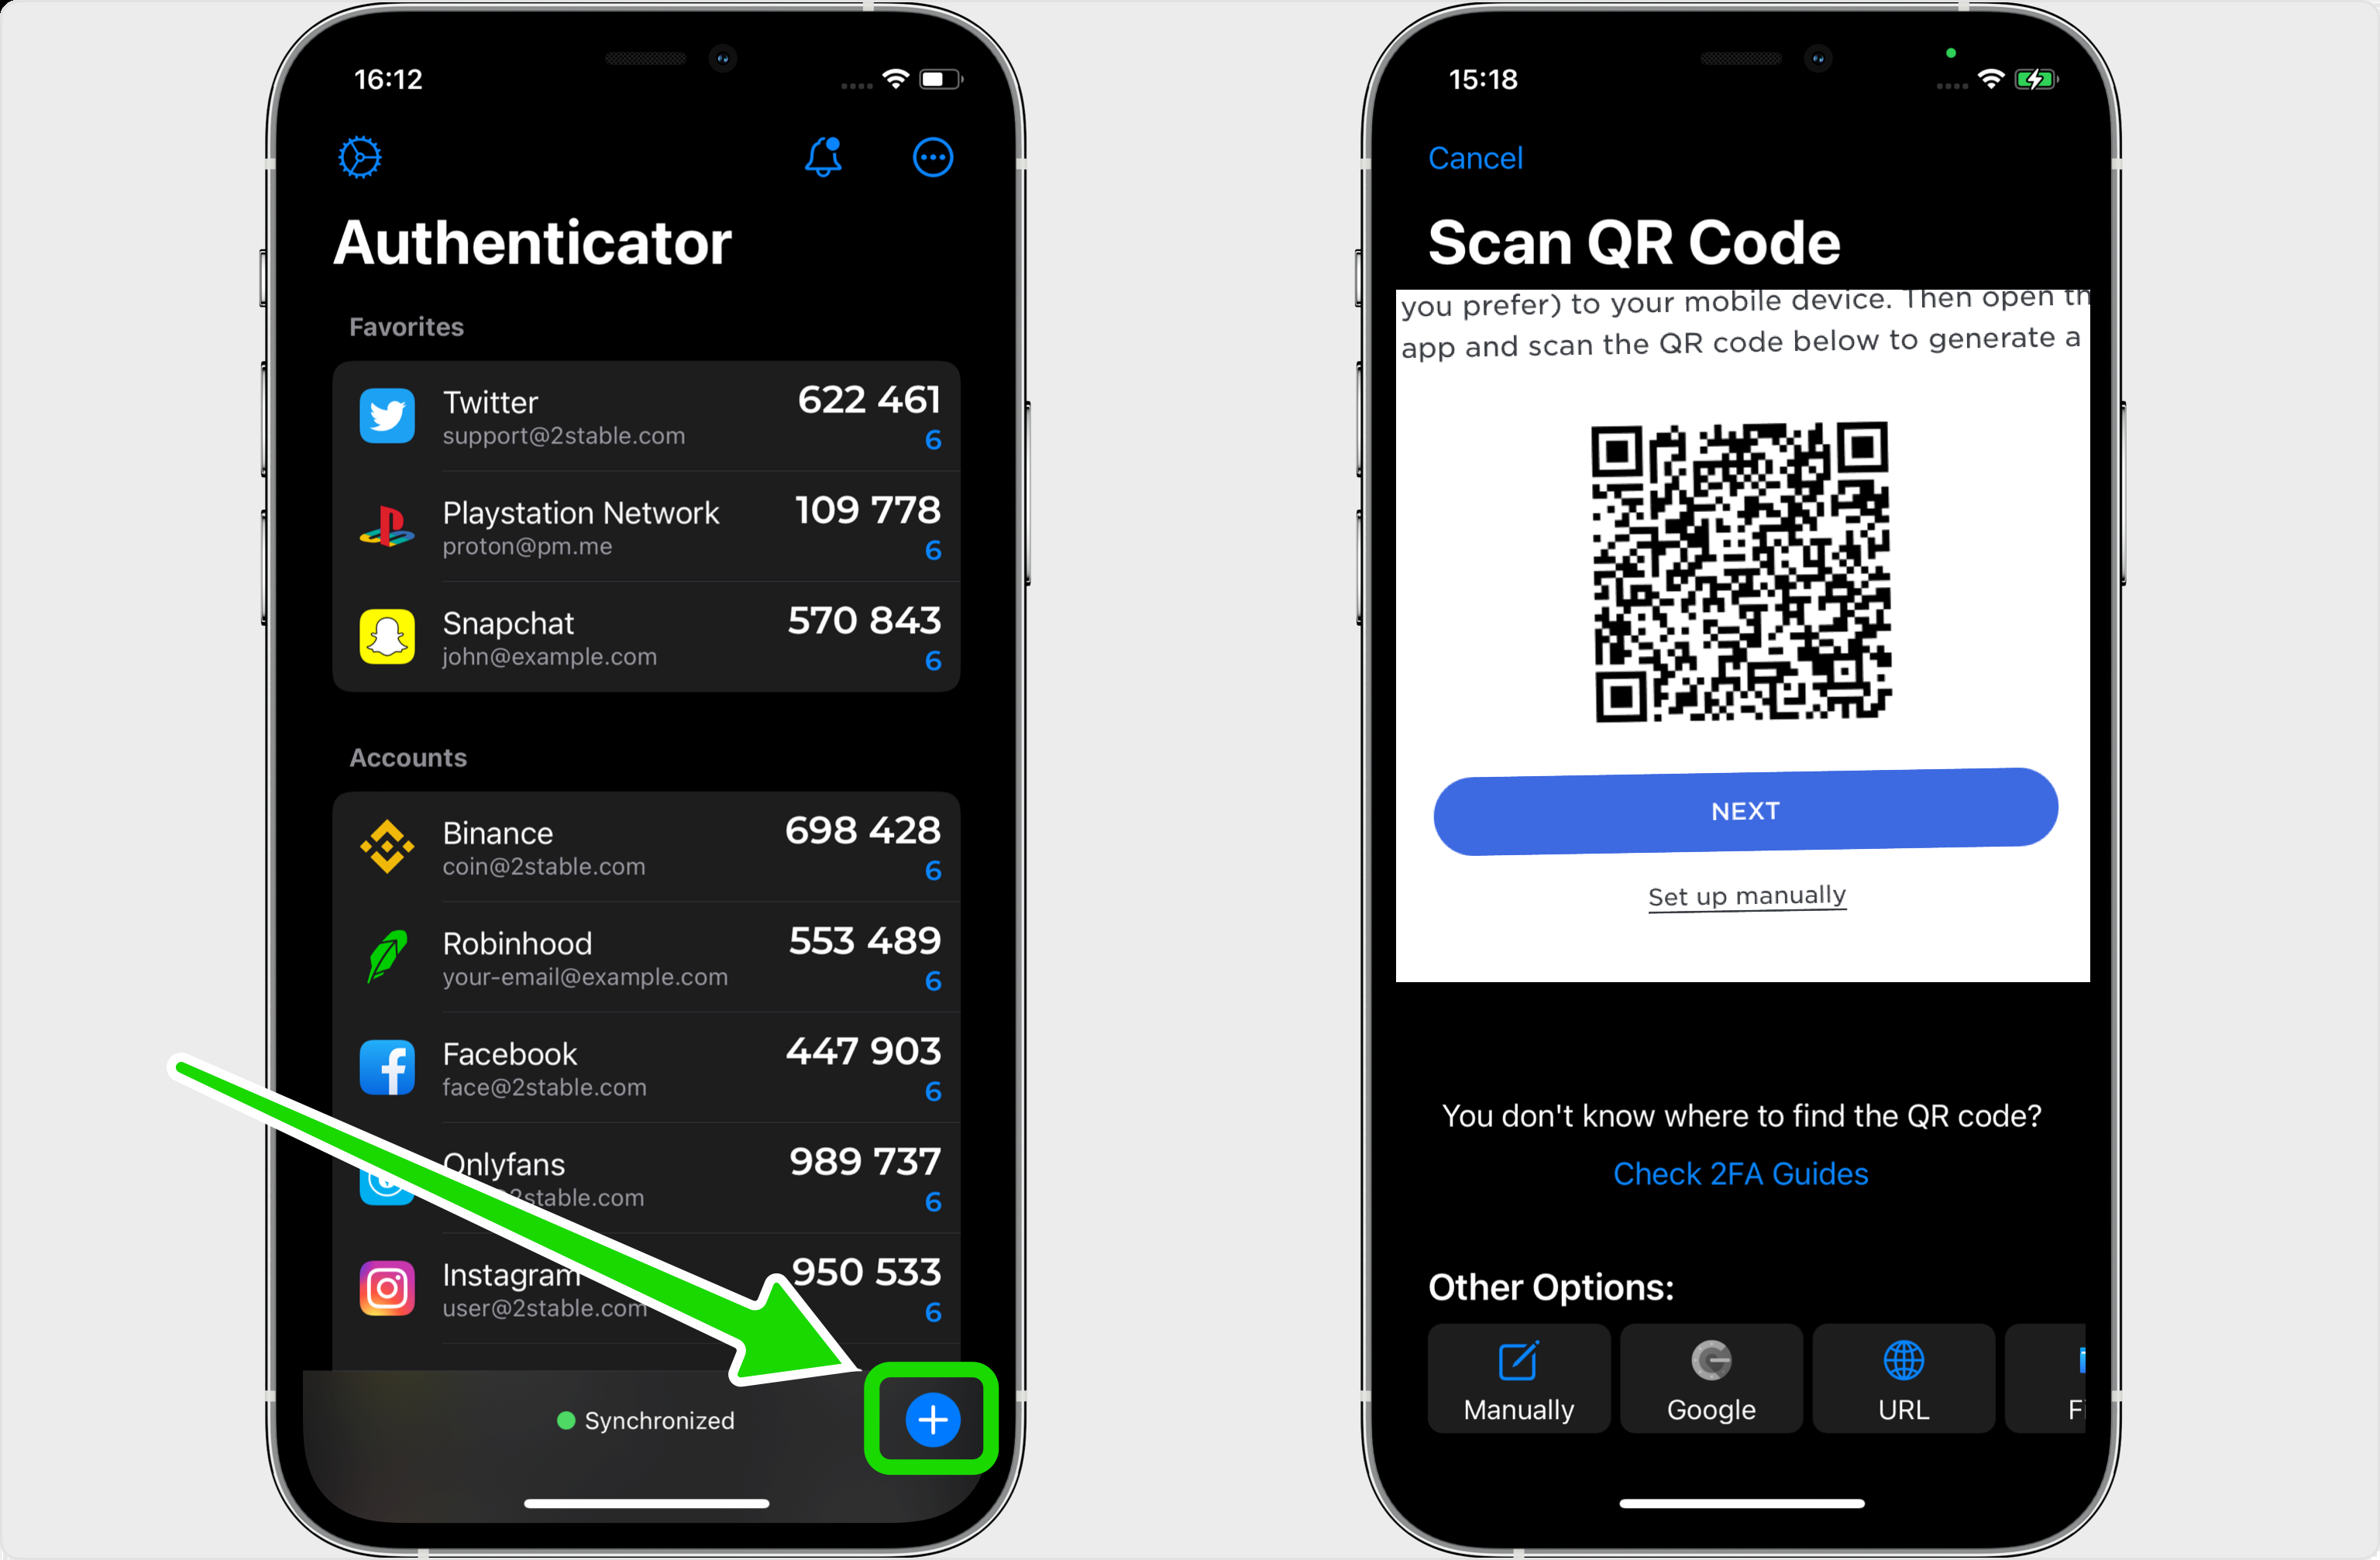 16:12
Authenticator
Favorites
Twitter
622 461
support@2stable.com
6
Playstation Network
109 778
proton@pm.me
6
Snapchat
570 843
john@example.com
6
Accounts
Binance
698 428
coin@2stable.com
6
Robinhood
553 489
your-email@example.com
6
Facebook
447 903
face@2stable.com
6
Onlyfans
989 737
2stable.com
6
Instagram
950 533
user@2stable.com
6
Synchronized
15:18
Cancel
Scan QR Code
you prefer) to your mobile device. Then open th
app and scan the QR code below to generate a
NEXT
Set up manually
You don't know where to find the QR code?
Check 2FA Guides
Other Options:
Manually
Google
URL